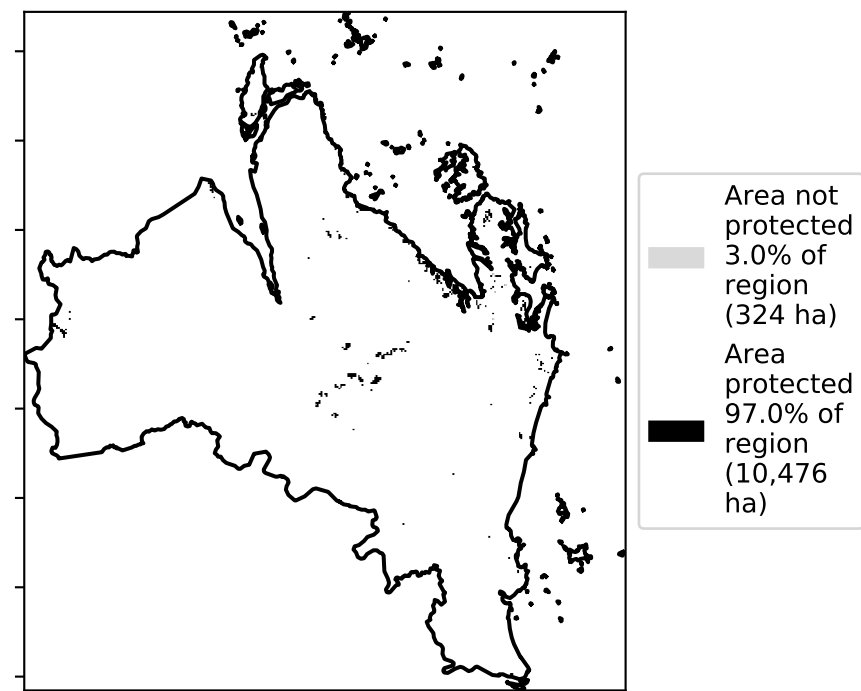 Area not
protected
3.0% of
region
(324 ha)
Area
protected
97.0% of
region
(10,476
ha)